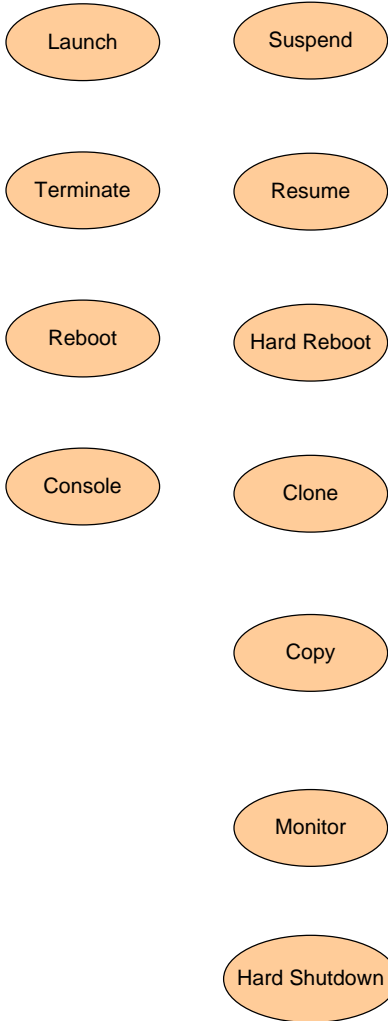 Launch
Suspend
Terminate
Resume
Reboot
Hard Reboot
Console
Clone
Copy
Monitor
Hard Shutdown